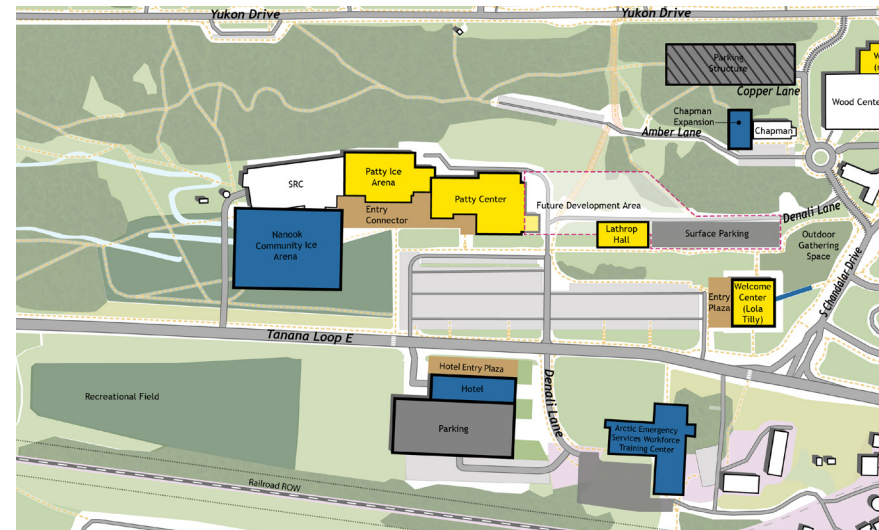 Yukon Drive
Yukon Drive
Parking
Structure
Copper Lane
Wood Cente
Chapman
Expansion
Amber Lane
Chapman
Patty Ice
Arena
SRC
Patty Center
Entry
Connector
Future Development Area
Denali Lane
Lathrop
Hall
Surface Parking
Outdoor
Gathering
Space
Nanook
Community Ice
Arena
S Chandalar Drive
Entry
Plaza
Welcome
Center
(Lola
Tilly)
Tanana Loop E
Hotel Entry Plaza
Hotel
Denali Lane
Recreational Field
Parking
Arctic Emergency
Services Workforce
Training Center
Railroad ROW